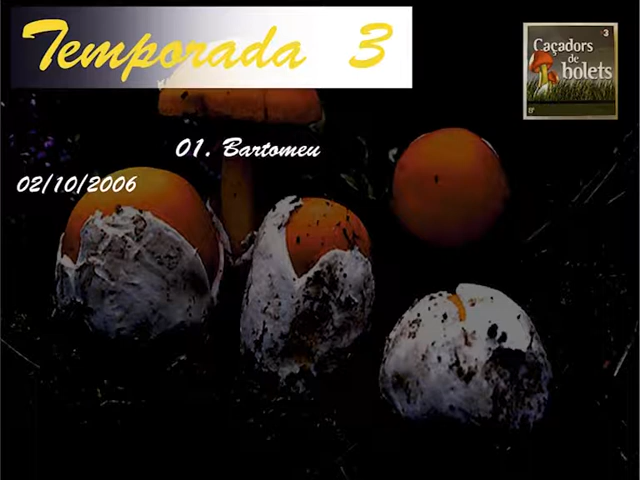 Temporada 3
Caçadors
de
bolets
01. Bartomeu
02/10/2006